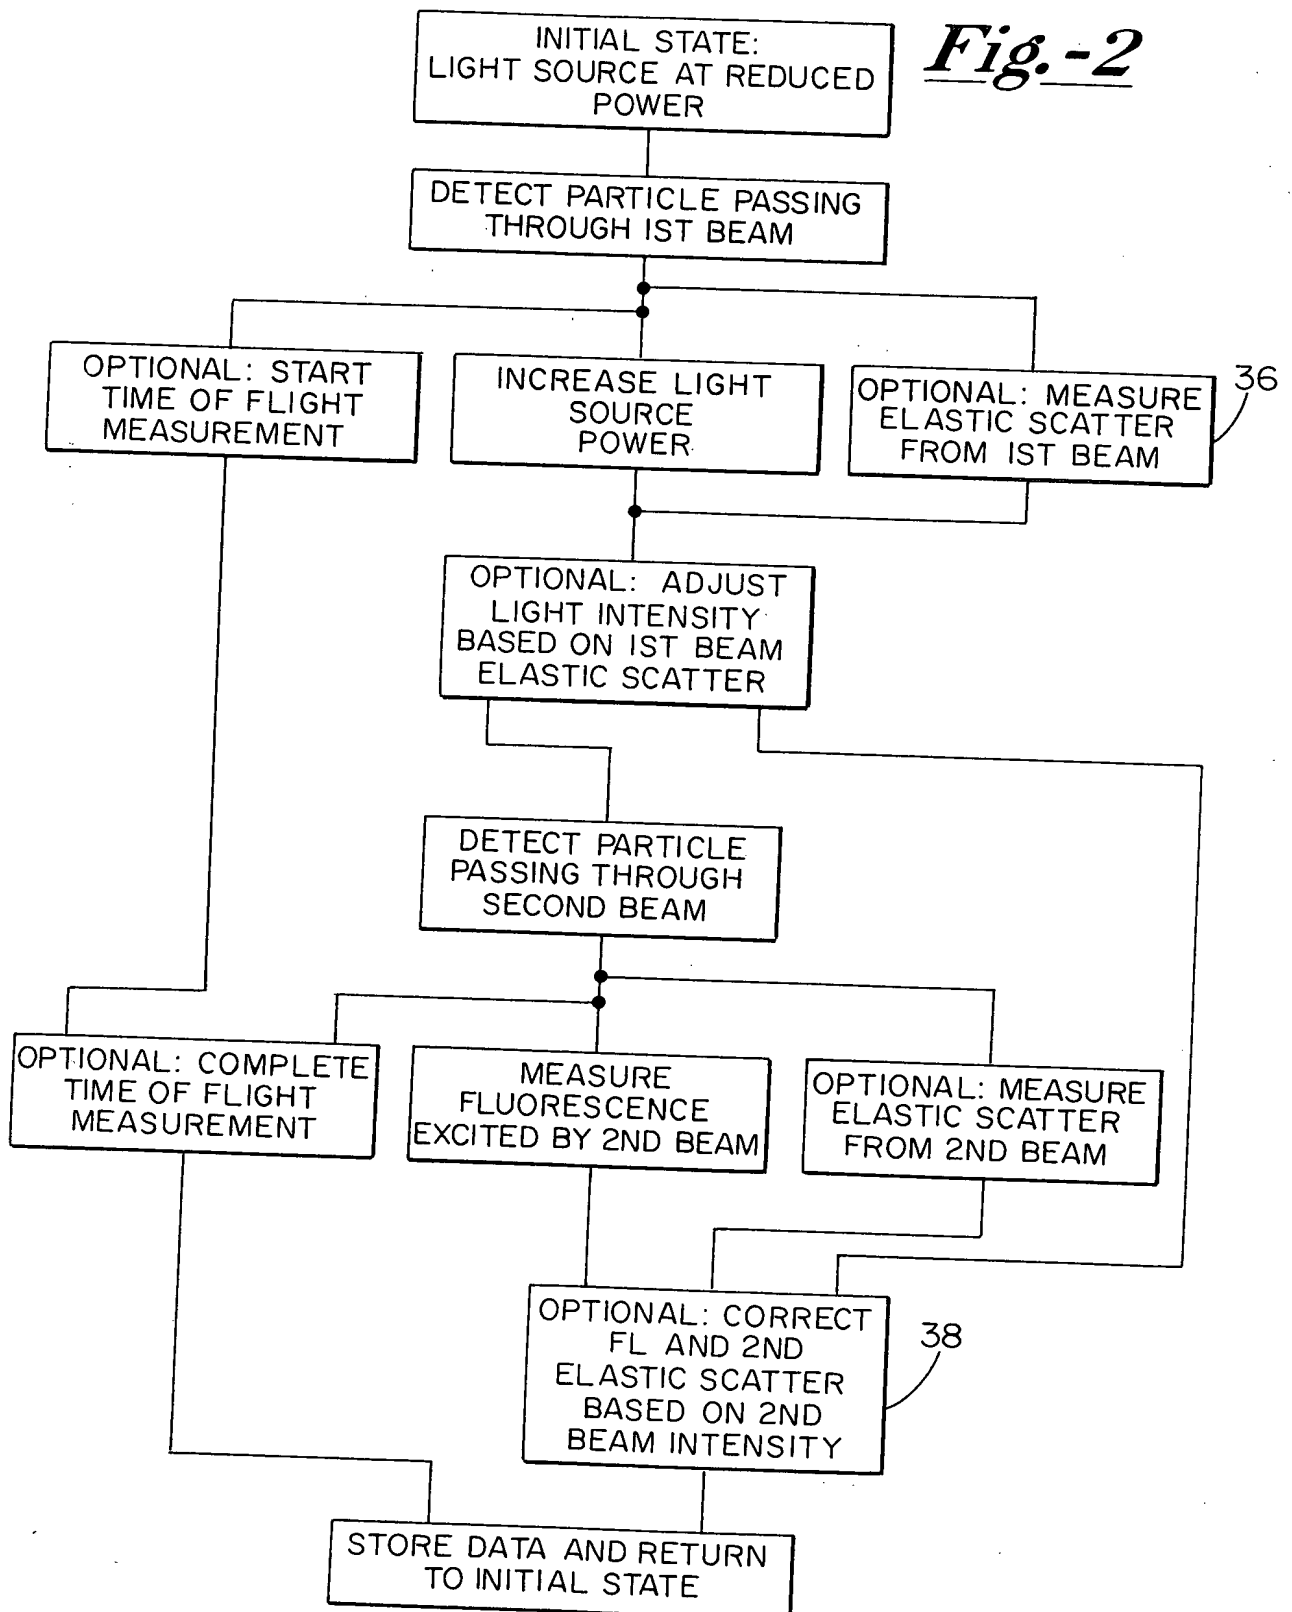 Fig.-2
INITIAL STATE:
LIGHT SOURCE AT REDUCED
POWER
DETECT PARTICLE PASSING
THROUGH IST BEAM
OPTIONAL: START
TIME OF FLIGHT
MEASUREMENT
INCREASE LIGHT
SOURCE
POWER
OPTIONAL: MEASURE
ELASTIC SCATTER
FROM IST BEAM
36
OPTIONAL: ADJUST
LIGHT INTENSITY
BASED ON IST BEAM
ELASTIC SCATTER
DETECT PARTICLE
PASSING THROUGH
SECOND BEAM
OPTIONAL: COMPLETE
TIME OF FLIGHT
MEASUREMENT
MEASURE
FLUORESCENCE
EXCITED BY 2ND BEAM
OPTIONAL: MEASURE
ELASTIC SCATTER
FROM 2ND BEAM
OPTIONAL: CORRECT
FL AND 2ND
ELASTIC SCATTER
BASED ON 2ND
BEAM INTENSITY
38
STORE DATA AND RETURN
TO INITIAL STATE